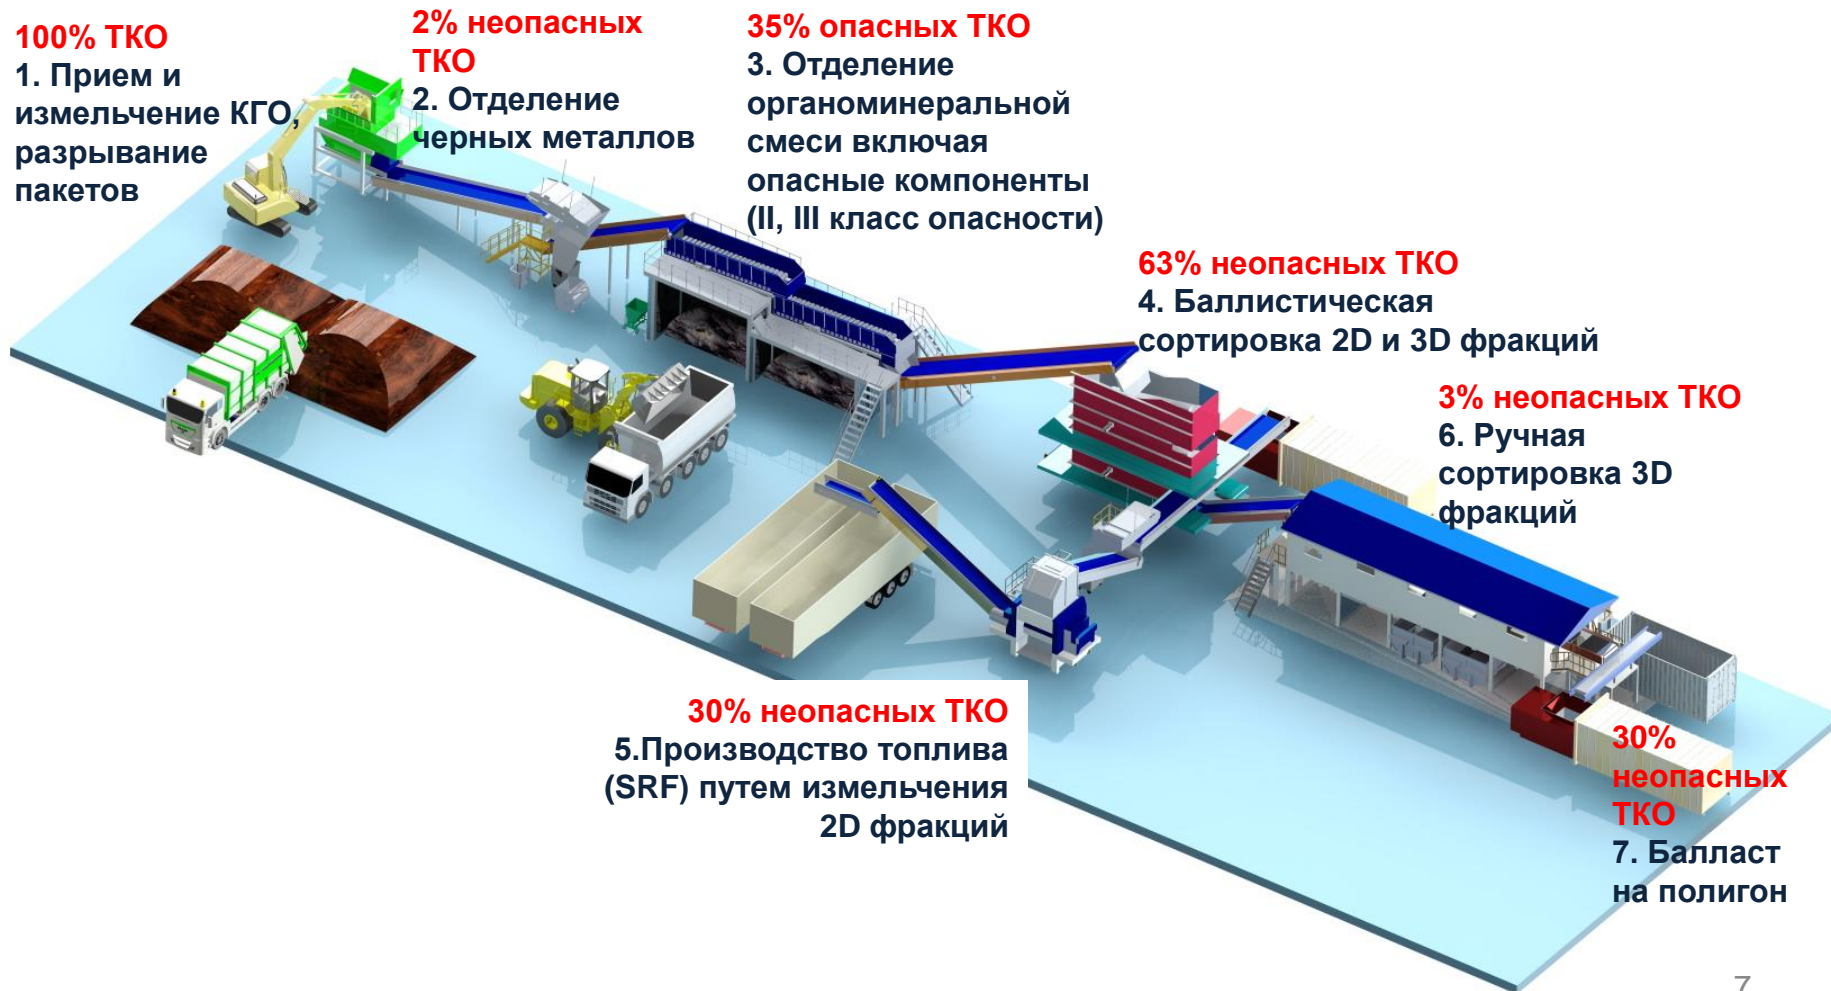 100% ТКО
1. Прием и
измельчение КГО,
разрывание
пакетов
2% неопасных
ТКО
2. Отделение
черных металлов
35% опасных ТКО
3. Отделение
органоминеральной
смеси включая
опасные компоненты
(II, III класс опасности)
63% неопасных ТКО
4. Баллистическая
сортировка 2D и 3D фракций
3% неопасных ТКО
6. Ручная
сортировка 3D
фракций
30% неопасных ТКО
5.Производство топлива
(SRF) путем измельчения
2D фракций
30%
неопасных
ТКО
7. Балласт
на полигон
7